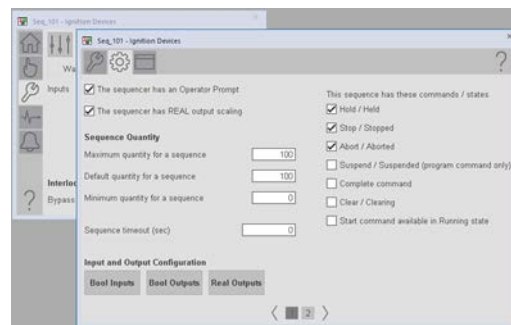 Seq_101 - Ignition Devices
Seq_101 - Ignition Devices
Wa
Inputs
Interloc
Bypass
The sequencer has an Operator Prompt
The sequencer has REAL output scaling
Sequence Quantity
Maximum quantity for a sequence 100
Default quantity for a sequence 100
Minimum quantity for a sequence 0
Sequence timeout (sec) 0
Input and Output Configuration
Bool Inputs Bool Outputs Real Outputs
This sequence has these commands / states
Hold / Held
Stop / Stopped
Abort / Aborted
Suspend / Suspended (program command only)
Complete command
Clear / Clearing
Start command available in Running state
1 2